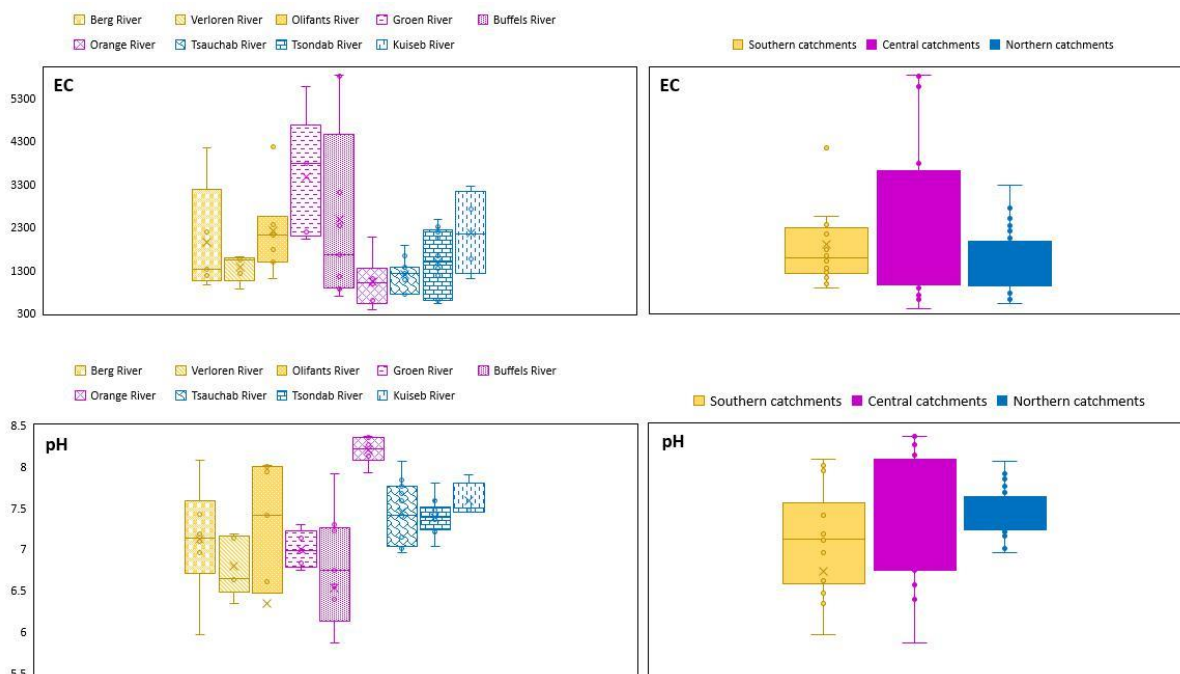 Berg River Verloren River Olifants River Groen River Buffels River
Orange River Tsauchab River Tsondab River Kuiseb River
EC
5300
4300
3300
2300
1300
300
Southern catchments Central catchments Northern catchments
EC
Berg River Verloren River Olifants River Groen River Buffels River
Orange River Tsauchab River Tsondab River Kuiseb River
pH
8.5
8
7.5
7
6.5
6
5.5
Southern catchments Central catchments Northern catchments
pH